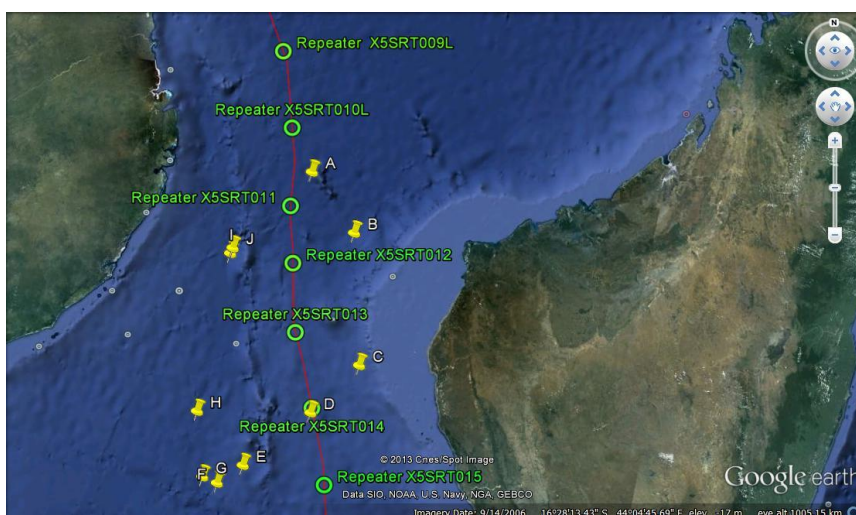 N
Repeater X5SRT009L
Repeater X5SRT010L
A
Repeater X5SRT011
B
I
J
Repeater X5SRT012
Repeater X5SRT013
C
H
D
Repeater X5SRT014
E
F
G
© 2013 Cnes/Spot Image
Repeater X5SRT015
Google earth
Data SIO, NOAA, U.S. Navy, NGA, GEBCO
Imagery Date: 9/14/2006 16°28'13.43" S 44°04'45.69" E elev -17 m eye alt 1005.15 km